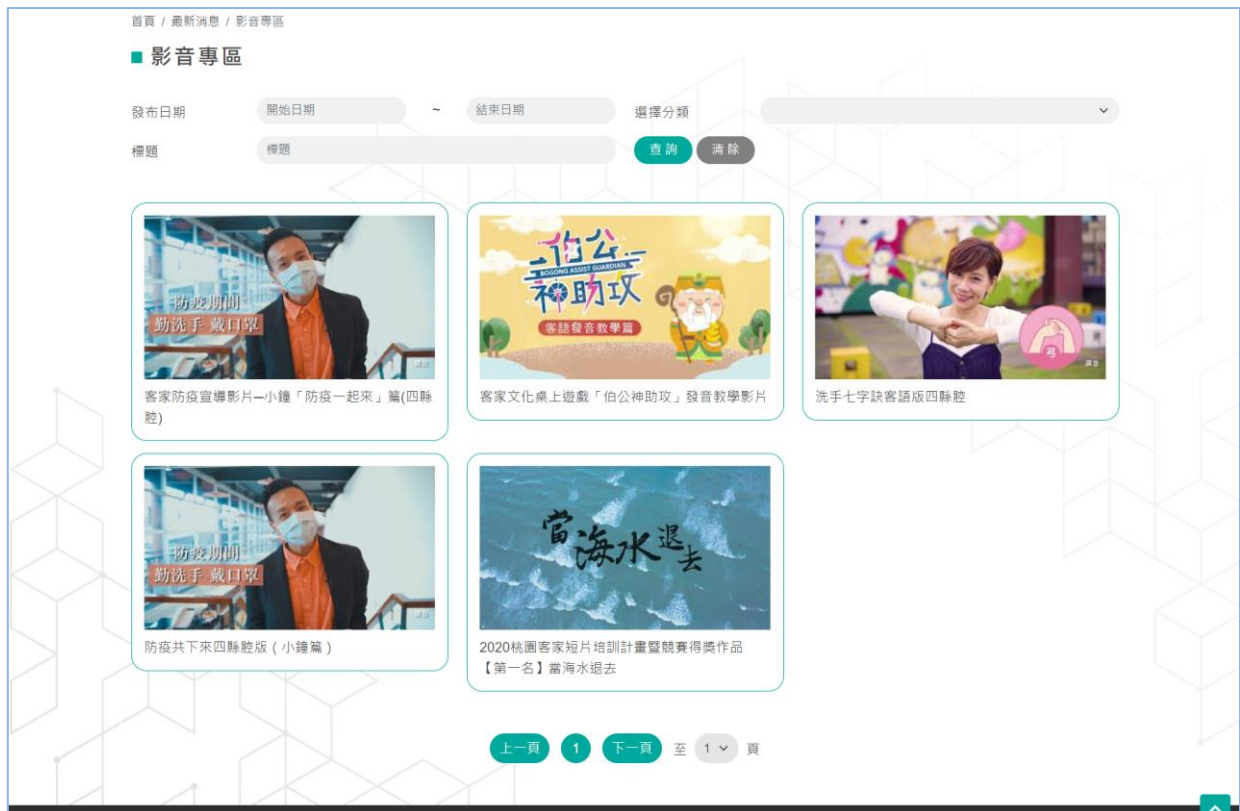 首頁 / 最新消息 / 影音專區
影音專區
發布日期 開始日期 ~ 結束日期 選擇分類
標題 標題 查詢 清除
防疫期間
勤洗手 戴口罩
廣告
伯公
BOGONG ASSIST GUARDIAN
神助攻
客語發音教學篇
弓
廣告
客家防疫宣導影片—小鐘「防疫一起來」篇(四縣
腔)
客家文化桌上遊戲「伯公神助攻」發音教學影片
洗手七字訣客語版四縣腔
防疫期間
勤洗手 戴口罩
廣告
當海水退去
防疫共下來四縣腔版（小鐘篇）
2020桃園客家短片培訓計畫暨競賽得獎作品
【第一名】當海水退去
上一頁 1 下一頁 至 1 頁